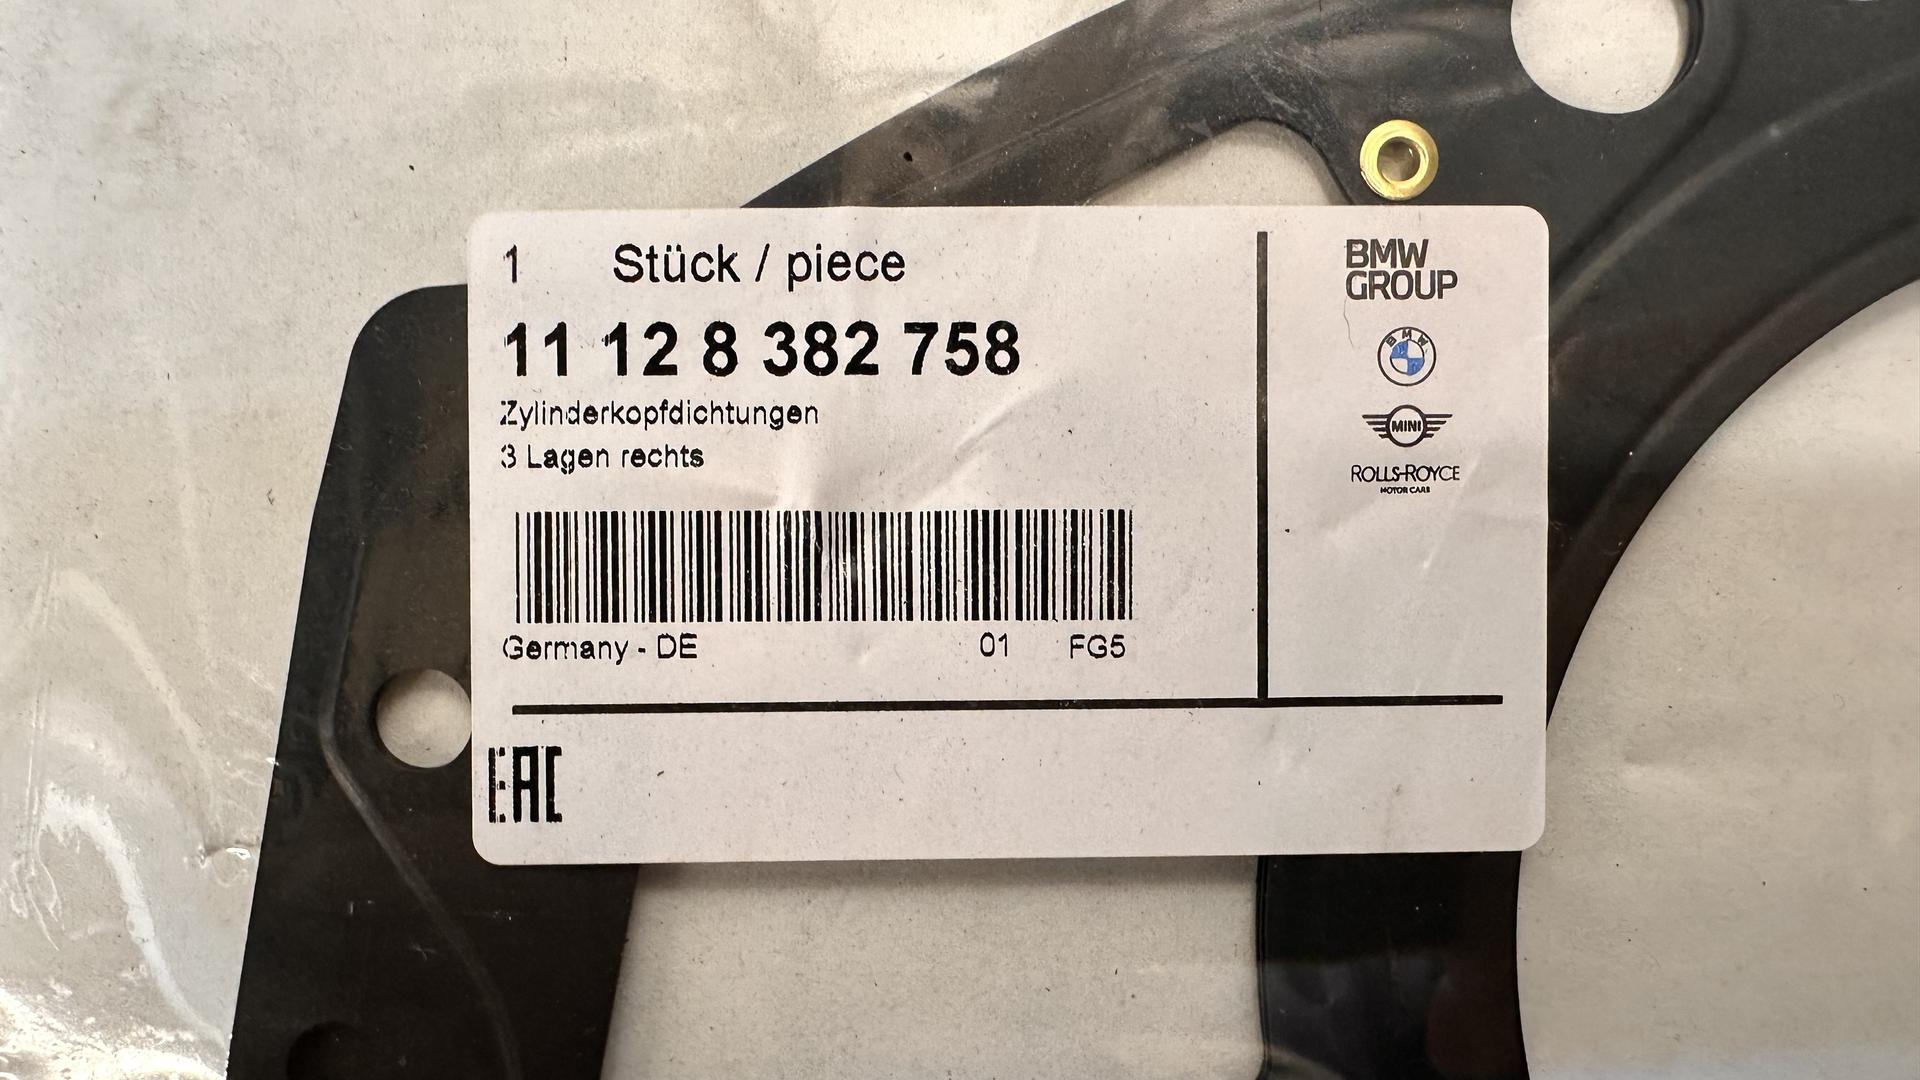 1 Stück / piece
11 12 8 382 758
Zylinderkopfdichtungen
3 Lagen rechts
Germany - DE 01 FG5
EAC
BMW
GROUP
BMW
MINI
ROLLS-ROYCE
MOTOR CARS